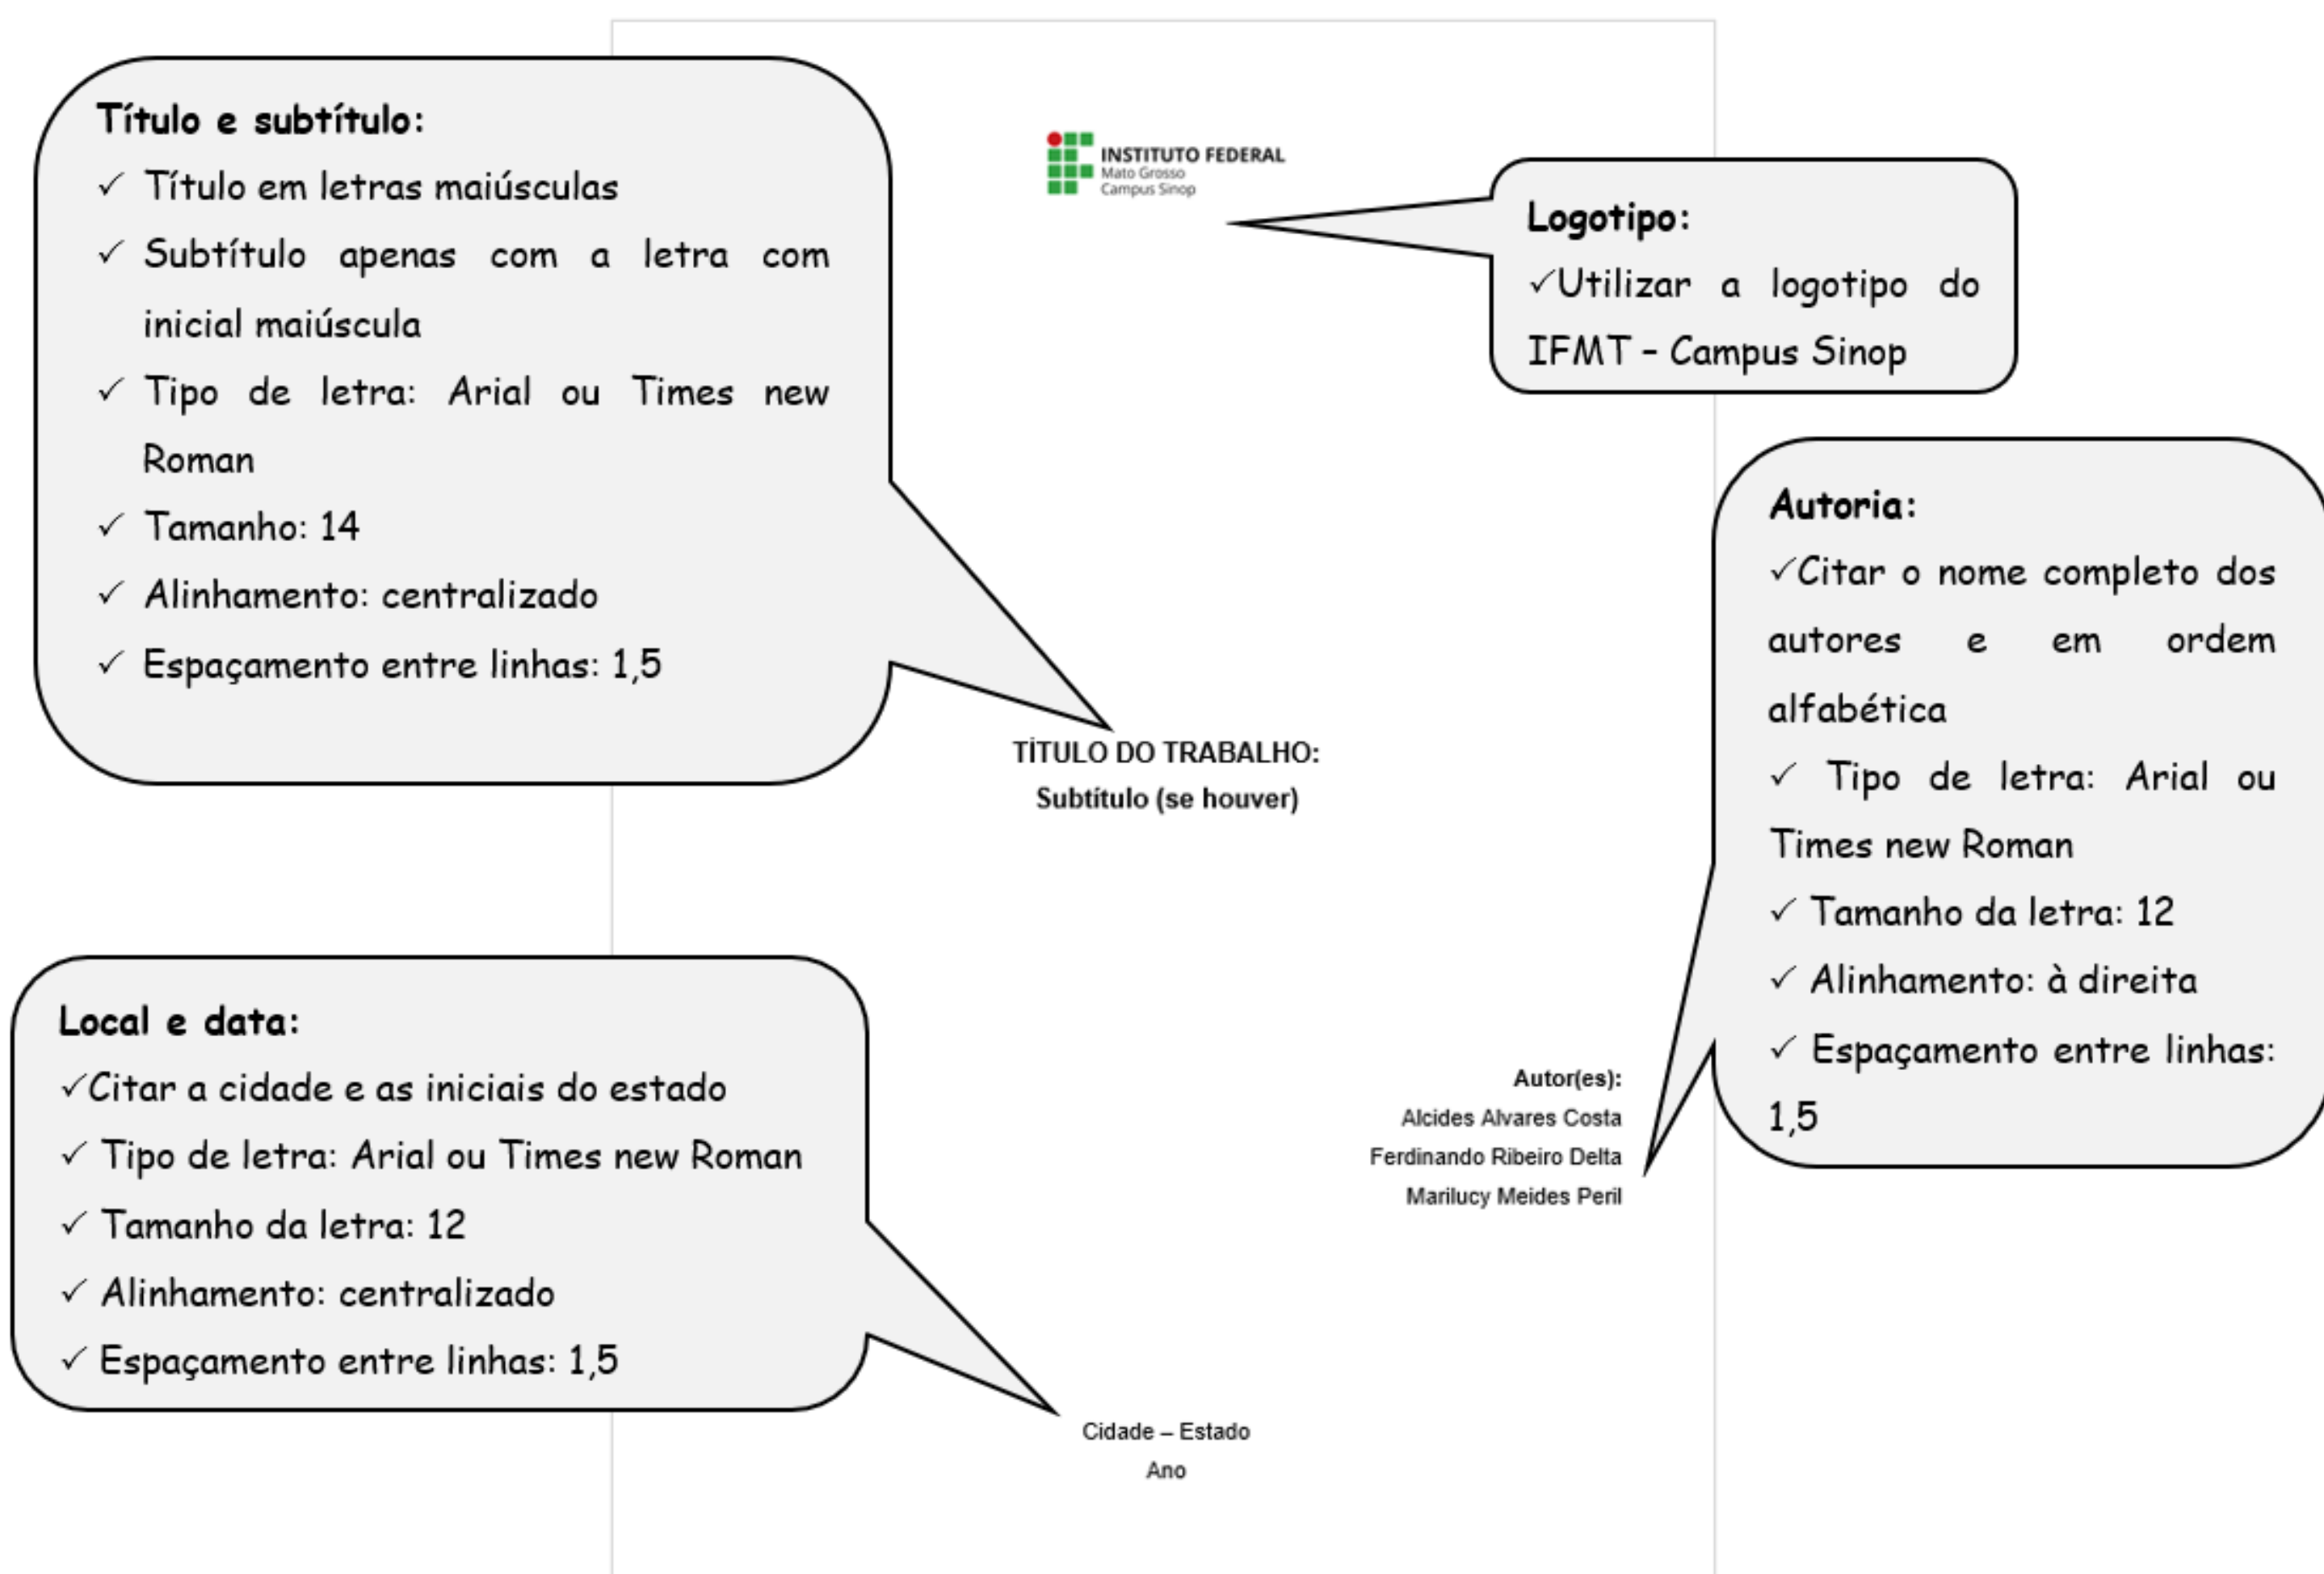 Título e subtítulo:
✓ Título em letras maiúsculas
✓ Subtítulo apenas com a letra com
inicial maiúscula
✓ Tipo de letra: Arial ou Times new
Roman
✓ Tamanho: 14
✓ Alinhamento: centralizado
✓ Espaçamento entre linhas: 1,5
INSTITUTO FEDERAL
Mato Grosso
Campus Sinop
Logotipo:
✓Utilizar a logotipo do
IFMT – Campus Sinop
TÍTULO DO TRABALHO:
Subtítulo (se houver)
Autoria:
✓Citar o nome completo dos
autores e em ordem
alfabética
✓ Tipo de letra: Arial ou
Times new Roman
✓ Tamanho da letra: 12
✓ Alinhamento: à direita
✓ Espaçamento entre linhas:
1,5
Autor(es):
Alcides Alvares Costa
Ferdinando Ribeiro Delta
Marilucy Meides Peril
Local e data:
✓Citar a cidade e as iniciais do estado
✓ Tipo de letra: Arial ou Times new Roman
✓ Tamanho da letra: 12
✓ Alinhamento: centralizado
✓ Espaçamento entre linhas: 1,5
Cidade – Estado
Ano